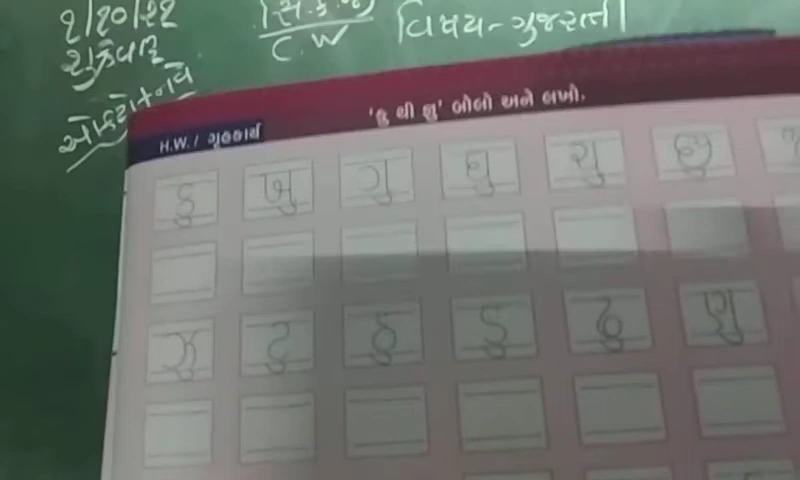 સિ.કે.જી
C.W
વિષય-ગુજરાતી
શુક્રવાર
H.W. / ગૃહકાર્ય
'કુ થી જ્ઞુ' બોલો અને લખો.
કુ ખુ ગુ ઘુ ચુ છુ
ઝુ ટુ ઠુ ડુ ઢુ ણુ